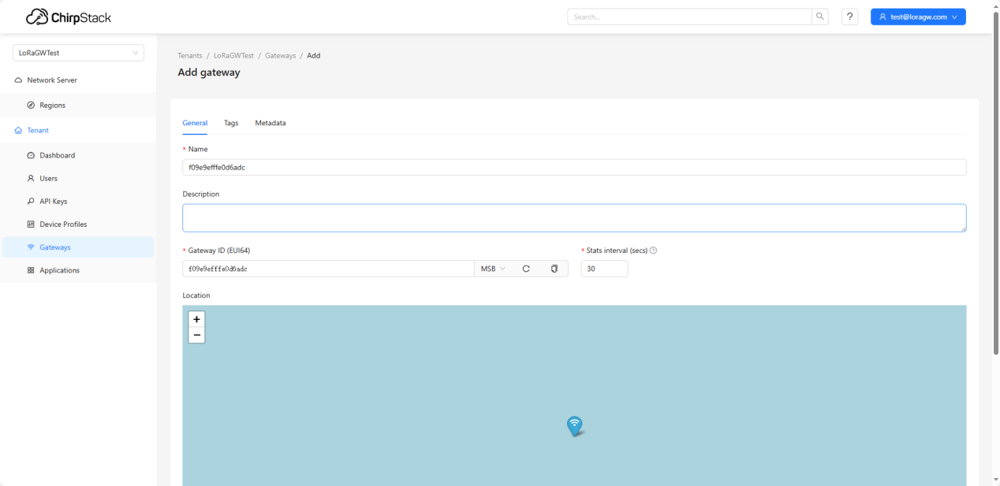 ChirpStack
Search...
?
test@loragw.com
LoRaGWTest
Network Server
Regions
Tenant
Dashboard
Users
API Keys
Device Profiles
Gateways
Applications
Tenants / LoRaGWTest / Gateways / Add
Add gateway
General Tags Metadata
* Name
f09e9efffe0d6adc
Description
* Gateway ID (EUI64)
* Stats interval (secs) ?
f09e9efffe0d6adc MSB
30
Location
+
−